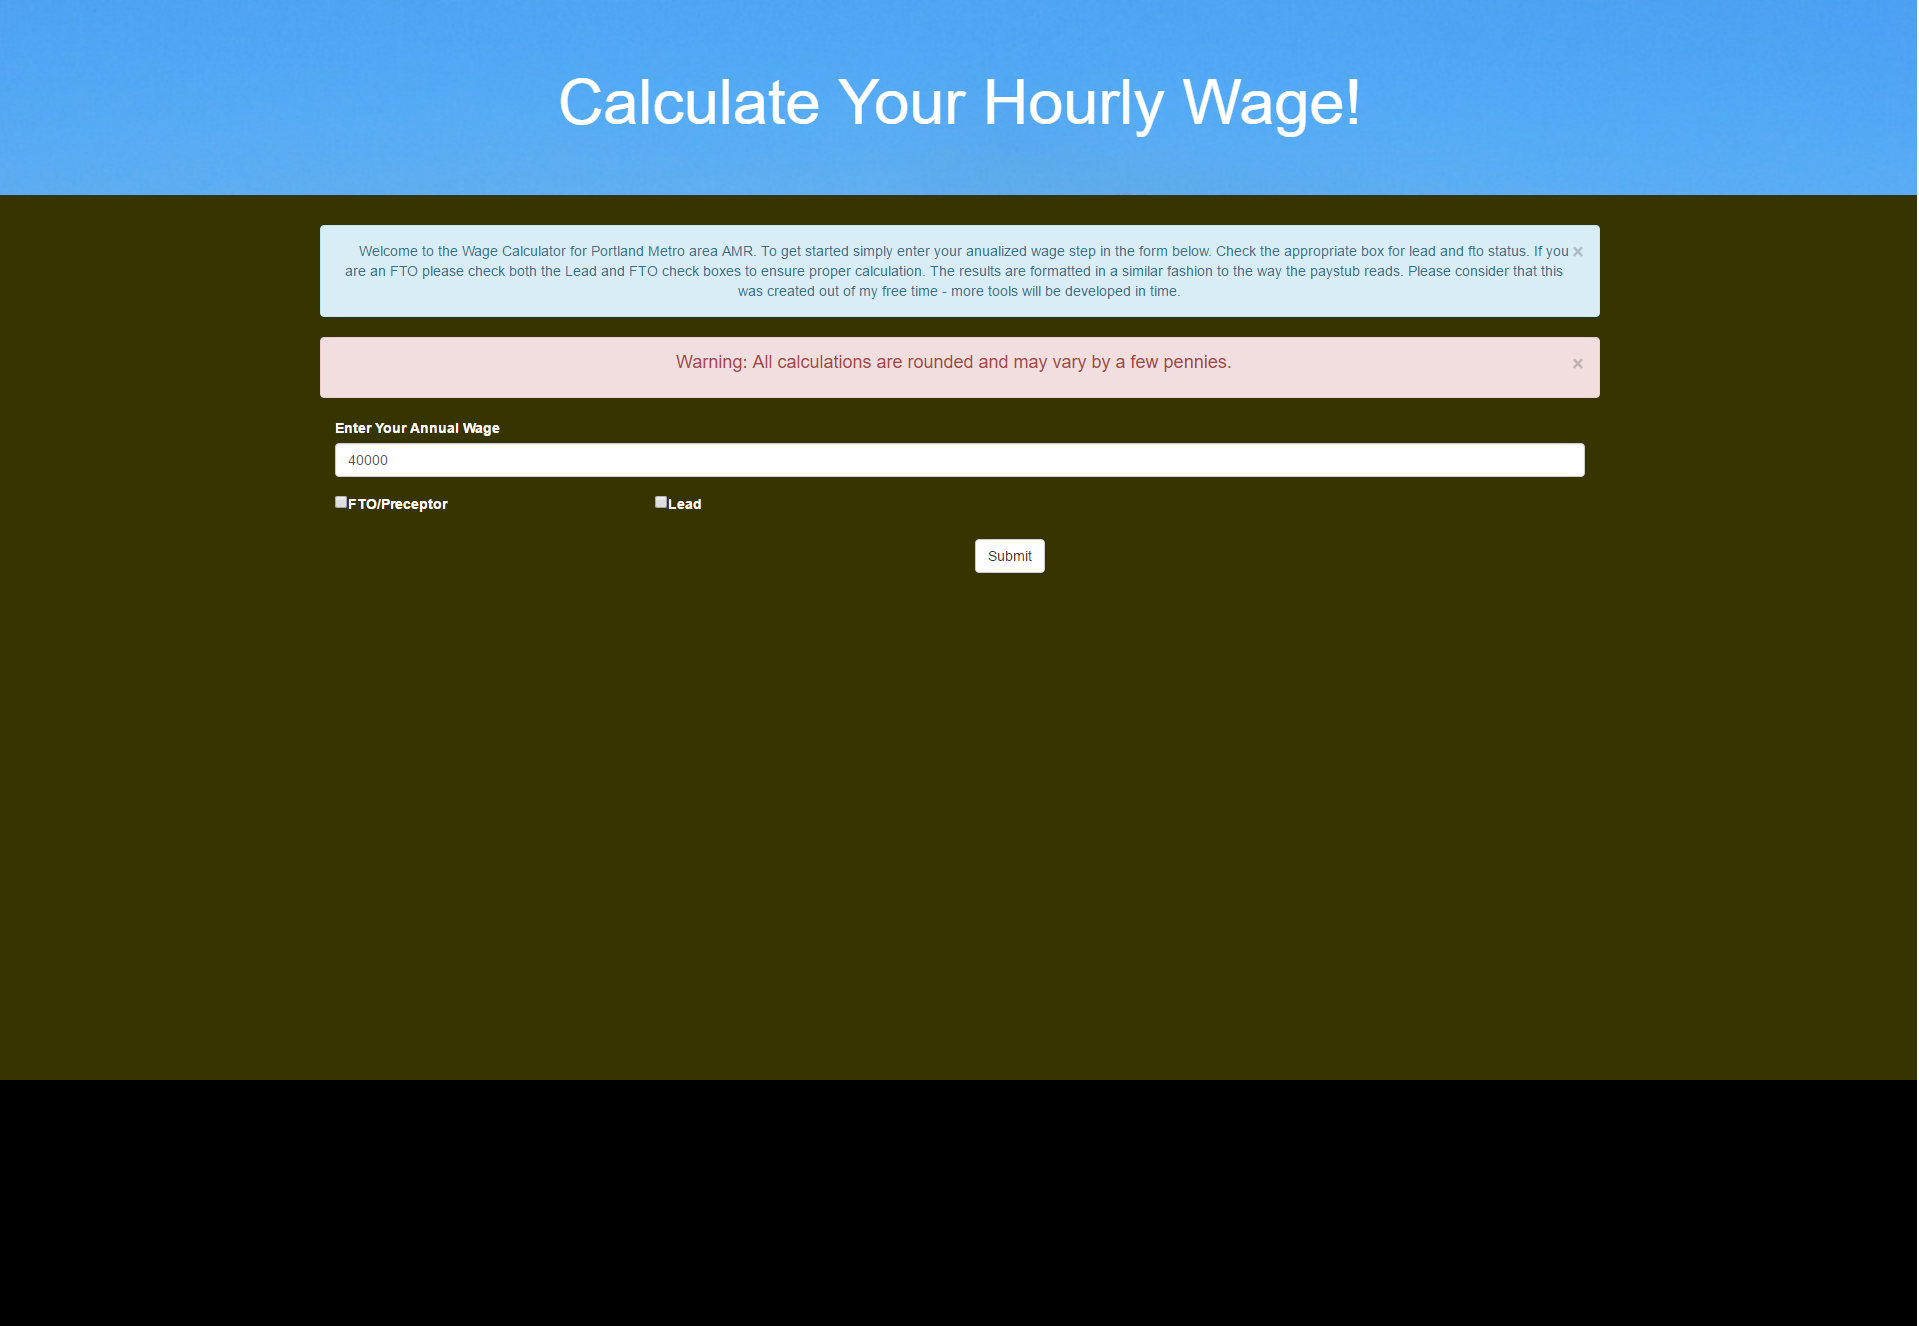 Calculate Your Hourly Wage!
Welcome to the Wage Calculator for Portland Metro area AMR. To get started simply enter your anualized wage step in the form below. Check the appropriate box for lead and fto status. If you ×
are an FTO please check both the Lead and FTO check boxes to ensure proper calculation. The results are formatted in a similar fashion to the way the paystub reads. Please consider that this
was created out of my free time - more tools will be developed in time.
Warning: All calculations are rounded and may vary by a few pennies. ×
Enter Your Annual Wage
40000
FTO/Preceptor Lead
Submit